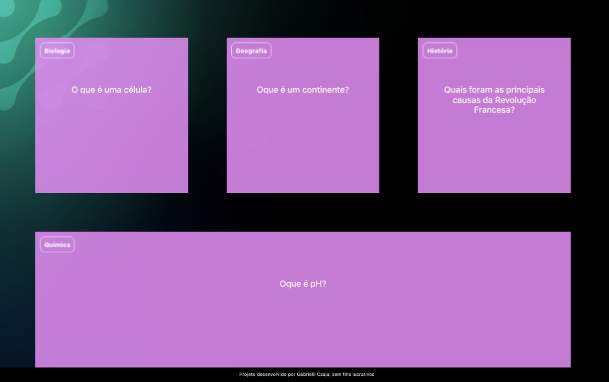 Biologia
O que é uma célula?
Geografia
Oque é um continente?
História
Quais foram as principais
causas da Revolução
Francesa?
Química
Oque é pH?
Projeto desenvolvido por Gabrielli Czaja, sem fins lucrativos